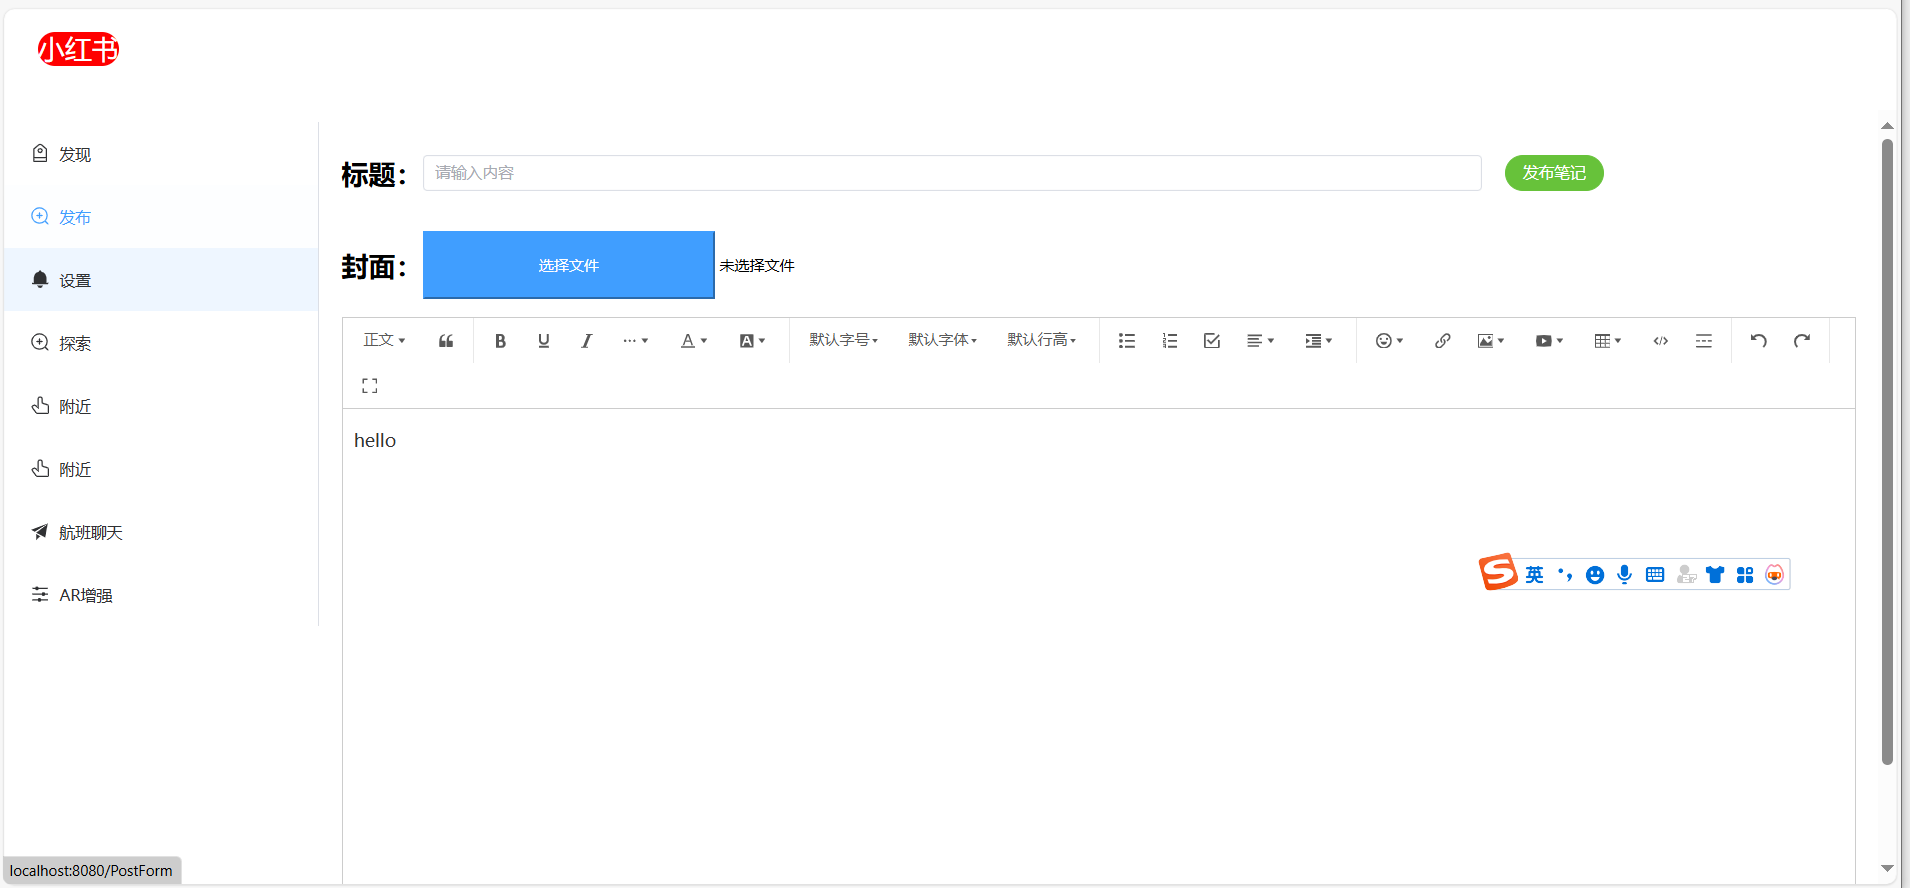 小红书
发现
发布
设置
探索
附近
附近
航班聊天
AR增强
标题： 请输入内容 发布笔记
封面： 选择文件 未选择文件
正文 B U I A A 默认字号 默认字体 默认行高
hello
英
localhost:8080/PostForm